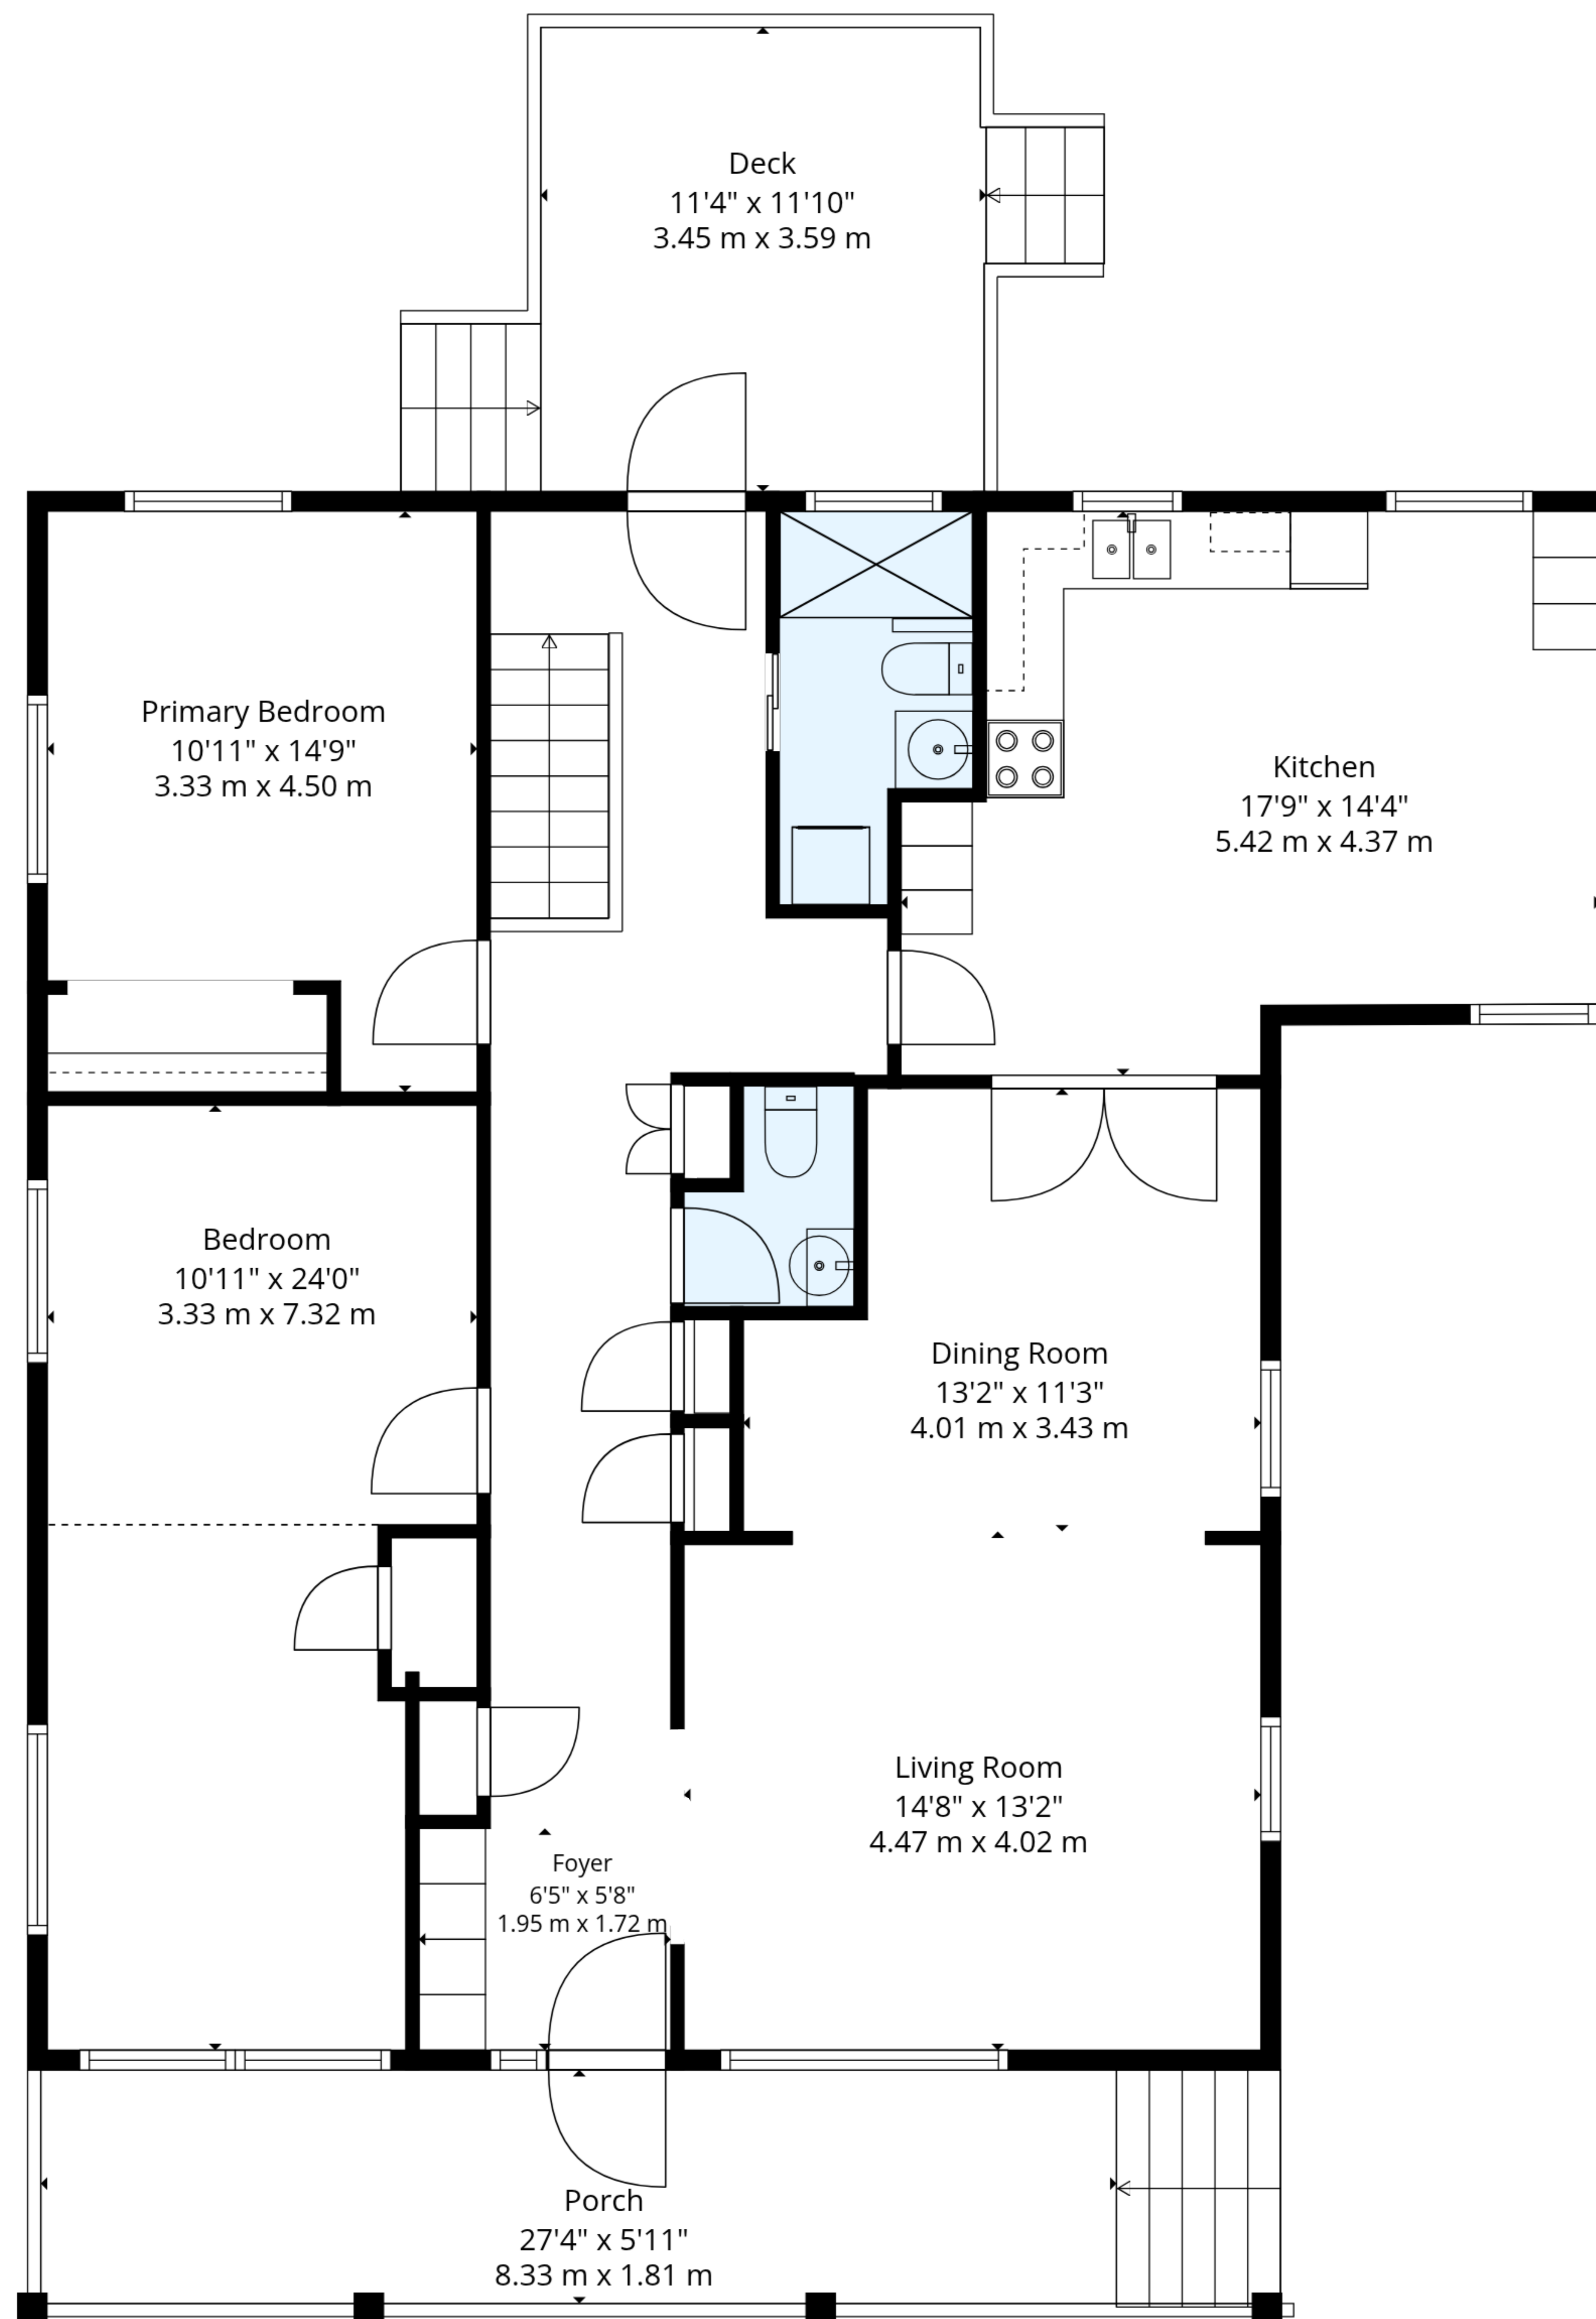 Deck
11'4" x 11'10"
3.45 m x 3.59 m
Primary Bedroom
10'11" x 14'9"
3.33 m x 4.50 m
Kitchen
17'9" x 14'4"
5.42 m x 4.37 m
Bedroom
10'11" x 24'0"
3.33 m x 7.32 m
Dining Room
13'2" x 11'3"
4.01 m x 3.43 m
Living Room
14'8" x 13'2"
4.47 m x 4.02 m
Foyer
6'5" x 5'8"
1.95 m x 1.72 m
Porch
27'4" x 5'11"
8.33 m x 1.81 m